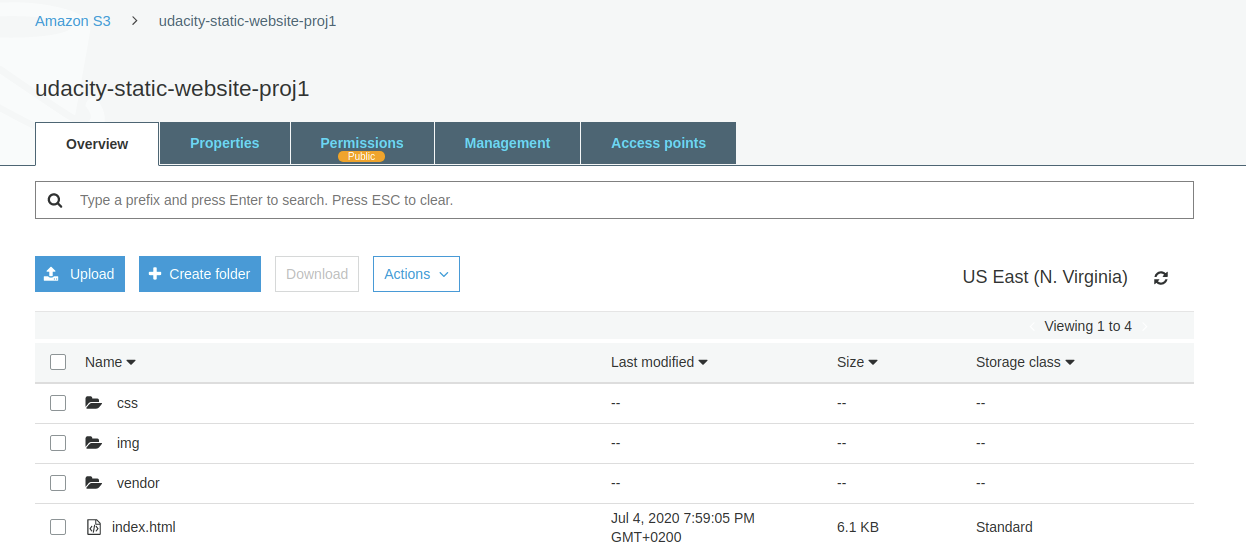 Amazon S3 > udacity-static-website-proj1
udacity-static-website-proj1
Overview Properties Permissions Management Access points
Public
Type a prefix and press Enter to search. Press ESC to clear.
Upload Create folder Download Actions
US East (N. Virginia)
Viewing 1 to 4
Name Last modified Size Storage class
css -- -- --
img -- -- --
vendor -- -- --
index.html Jul 4, 2020 7:59:05 PM 6.1 KB Standard
GMT+0200